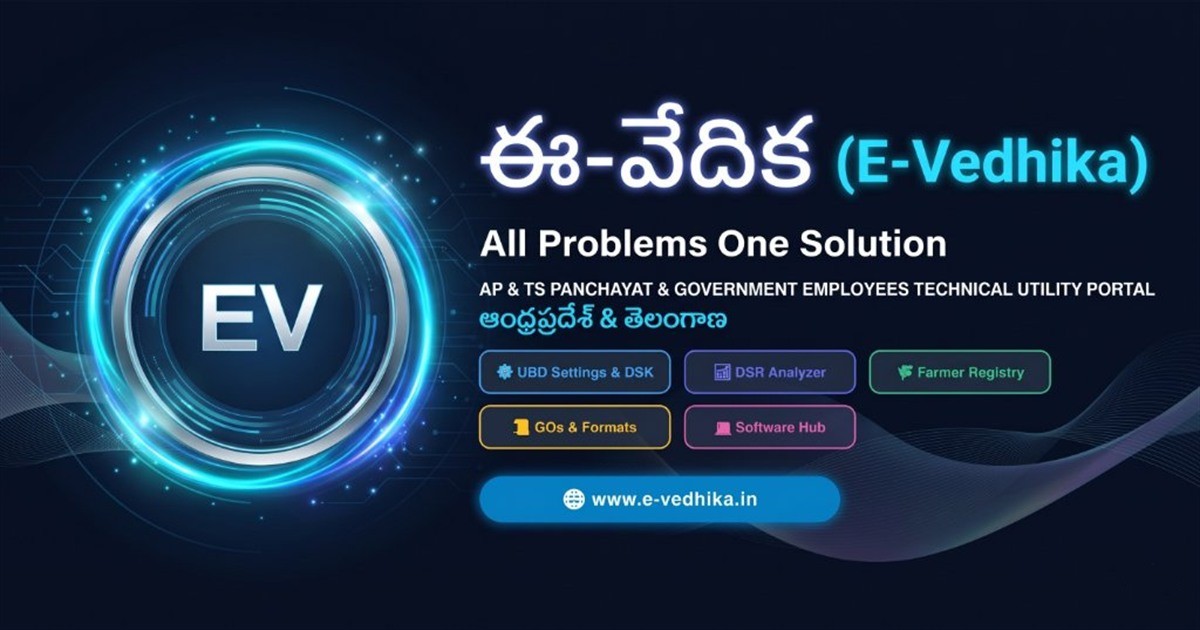 EV
ఈ-వేదిక (E-Vedhika)
All Problems One Solution
AP & TS PANCHAYAT & GOVERNMENT EMPLOYEES TECHNICAL UTILITY PORTAL
ఆంధ్రప్రదేశ్ & తెలంగాణ
UBD Settings & DSK
DSR Analyzer
Farmer Registry
GOs & Formats
Software Hub
www.e-vedhika.in